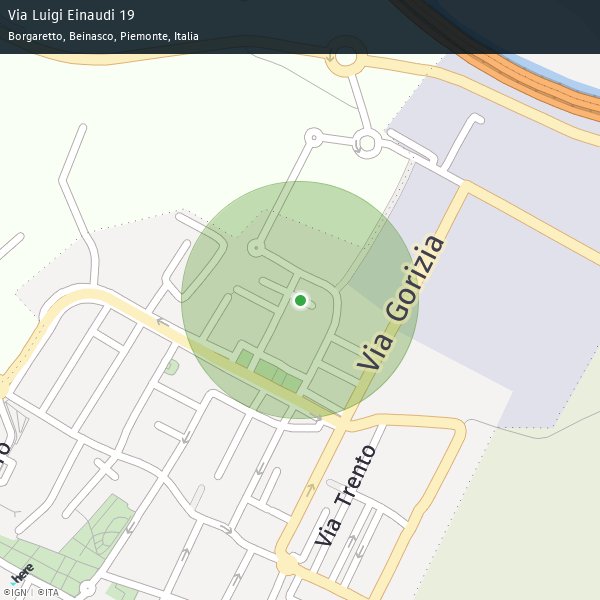 Via Luigi Einaudi 19
Borgaretto, Beinasco, Piemonte, Italia
Via Gorizia
Via Trento
ro
here
©IGN | ©ITA